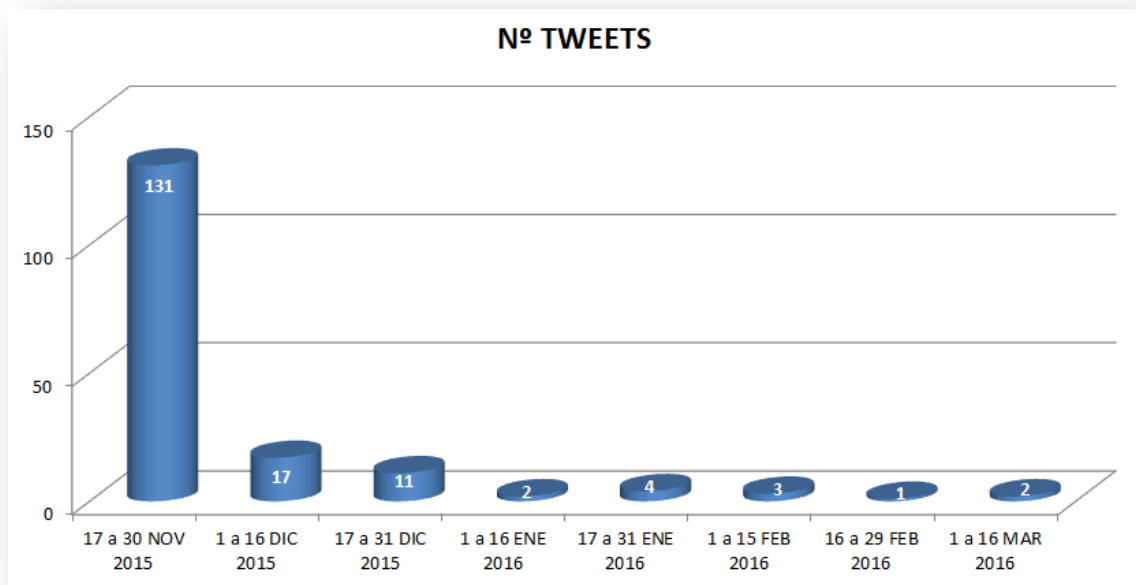 Nº TWEETS
150
100
50
0
131
17
11
2
4
3
1
2
17 a 30 NOV 2015
1 a 16 DIC 2015
17 a 31 DIC 2015
1 a 16 ENE 2016
17 a 31 ENE 2016
1 a 15 FEB 2016
16 a 29 FEB 2016
1 a 16 MAR 2016